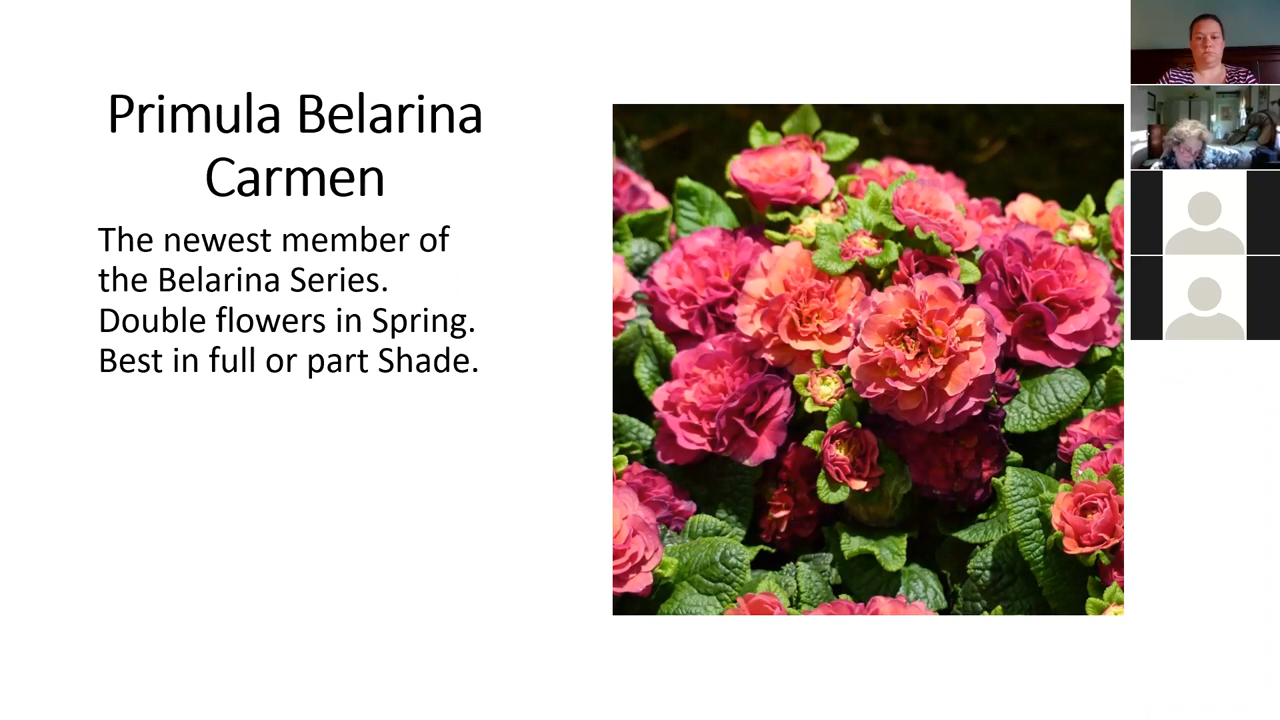 Primula Belarina
Carmen
The newest member of
the Belarina Series.
Double flowers in Spring.
Best in full or part Shade.